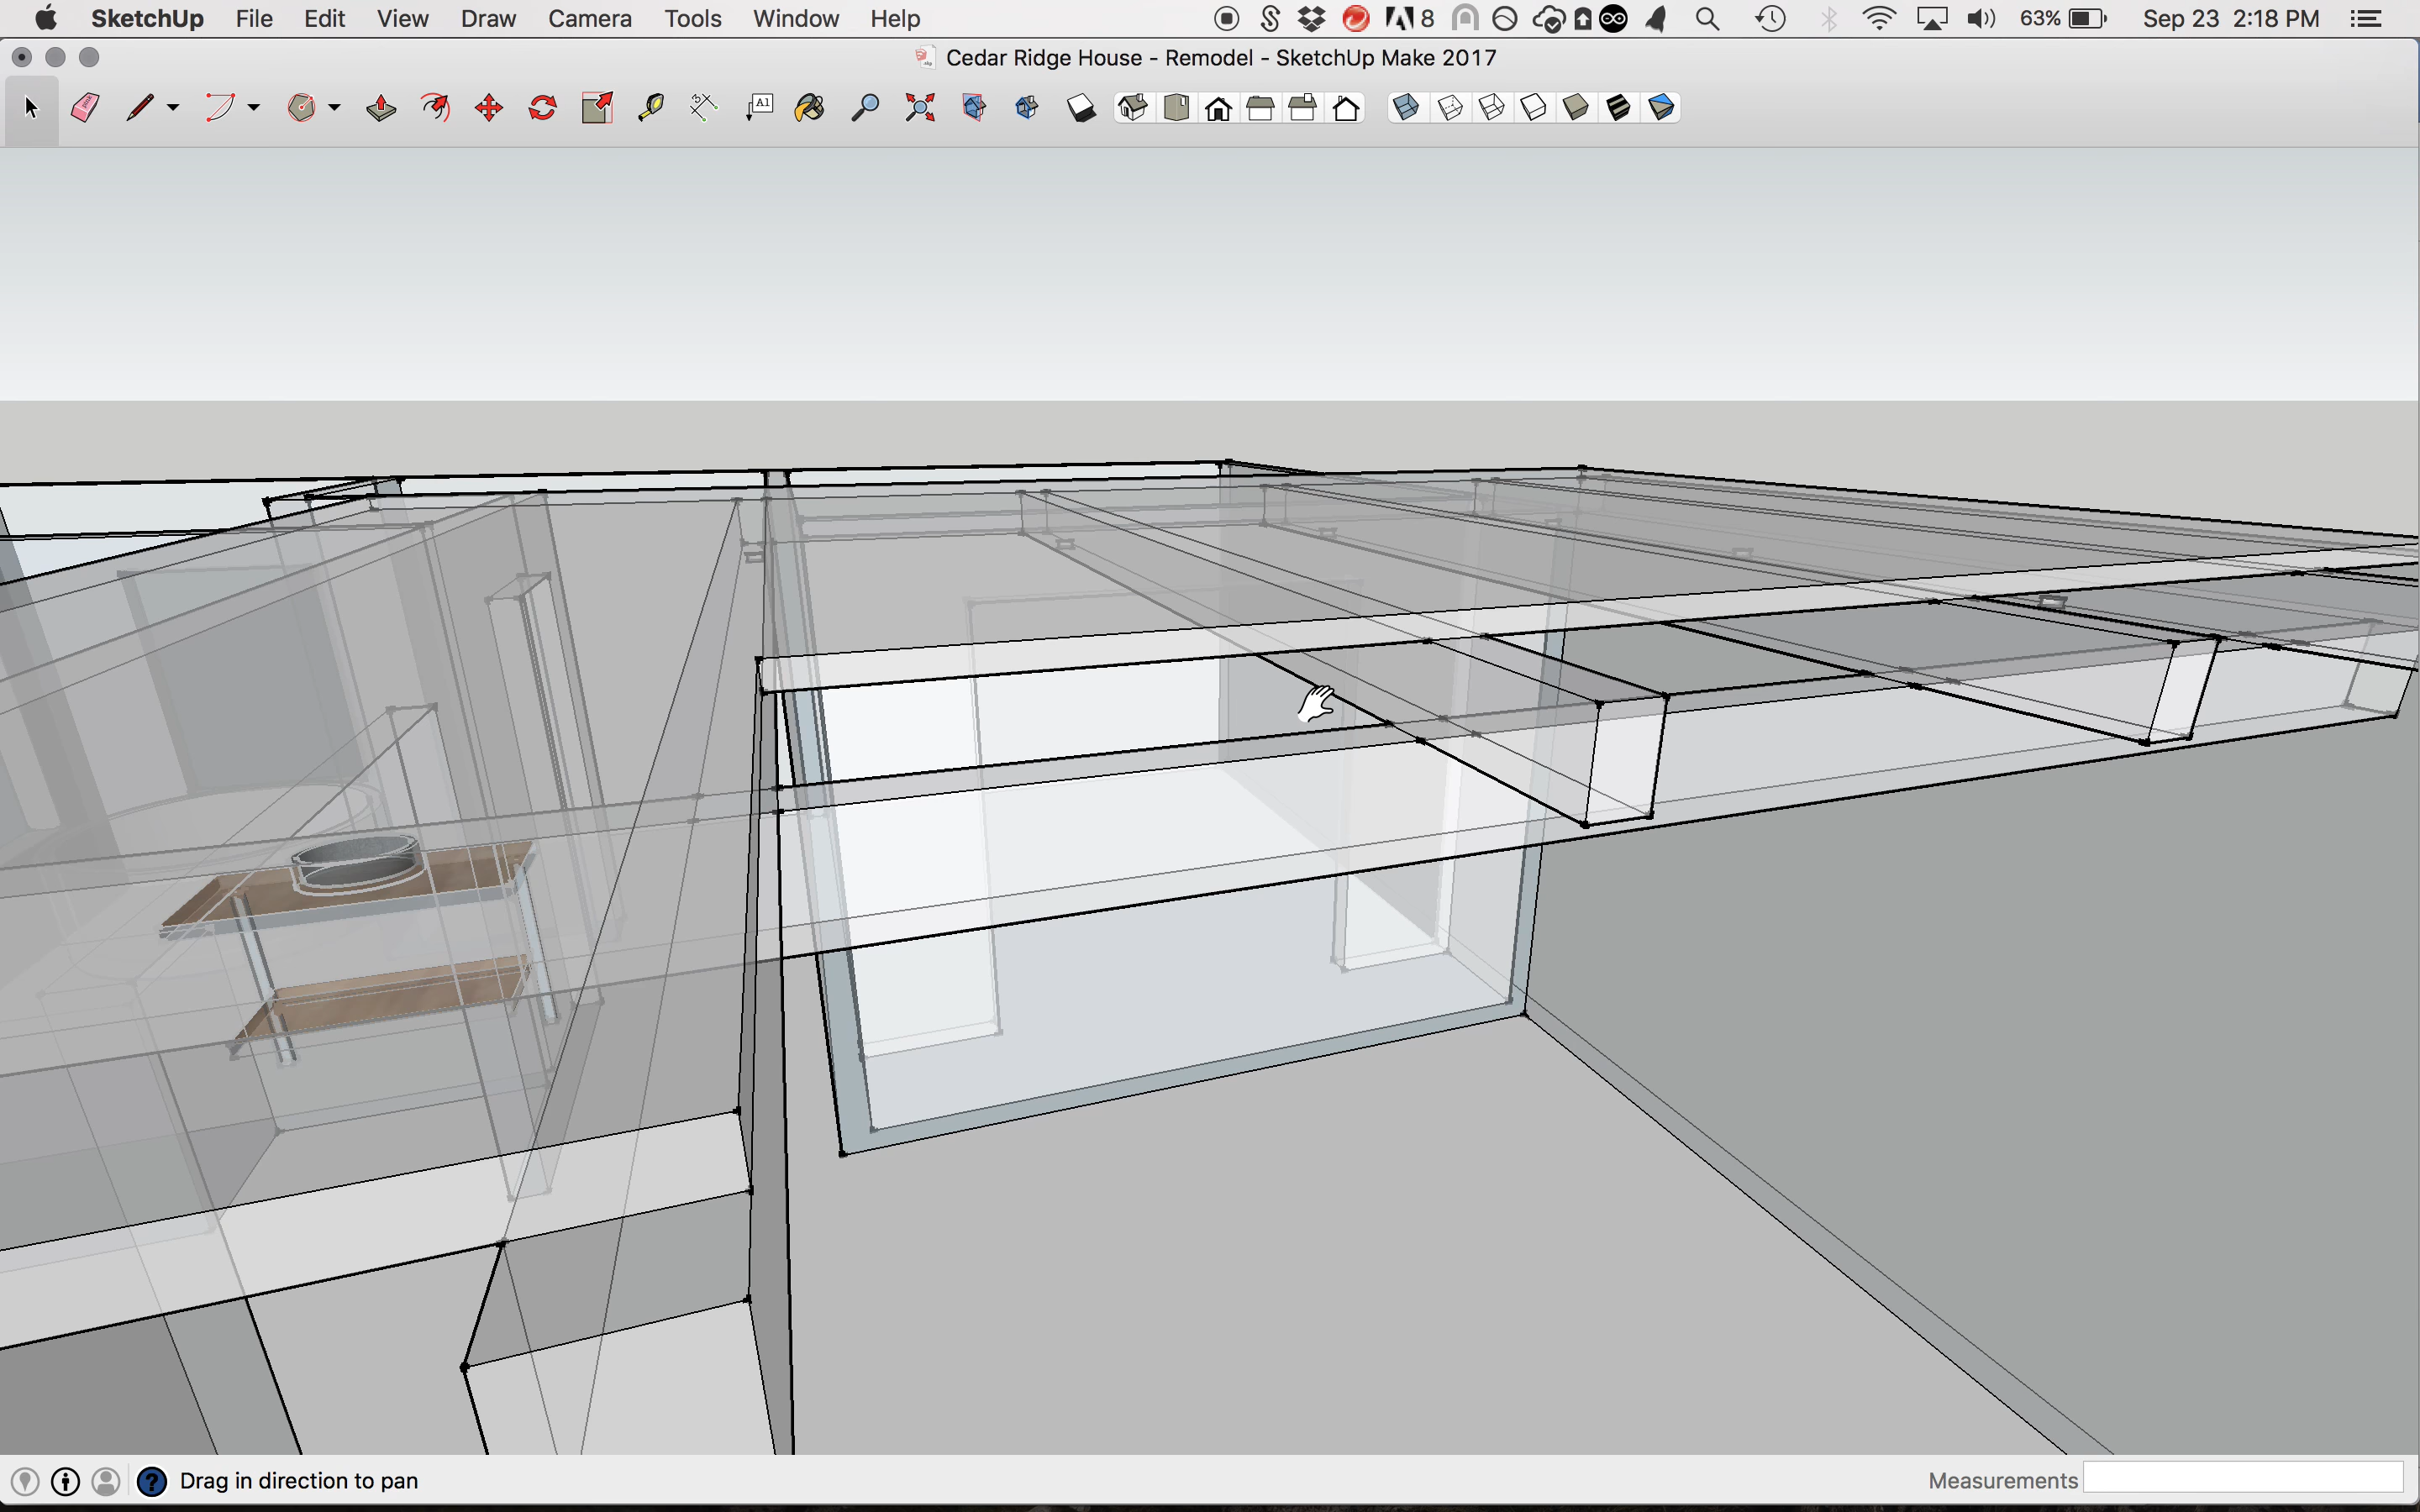 SketchUp File Edit View Draw Camera Tools Window Help 8 63% Sep 23 2:18 PM
Cedar Ridge House - Remodel - SketchUp Make 2017
A1
Drag in direction to pan Measurements